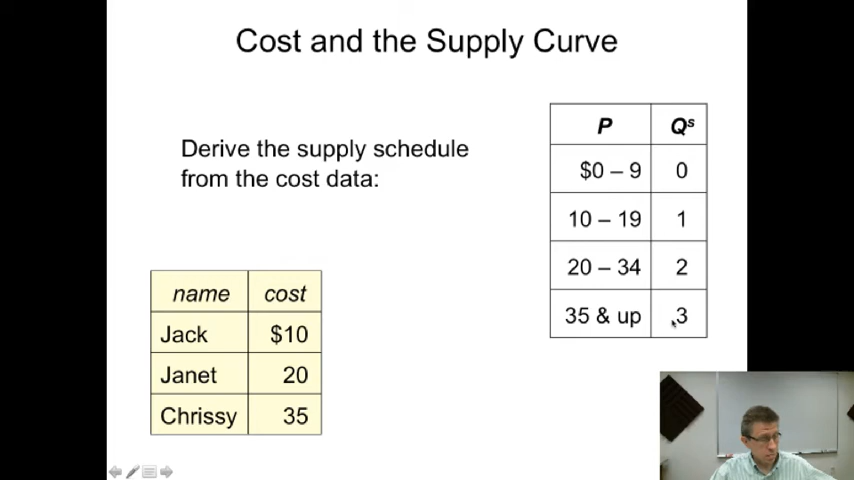 Cost and the Supply Curve
Derive the supply schedule
from the cost data:
P Qˢ
$0 – 9 0
10 – 19 1
20 – 34 2
35 & up 3
name cost
Jack $10
Janet 20
Chrissy 35